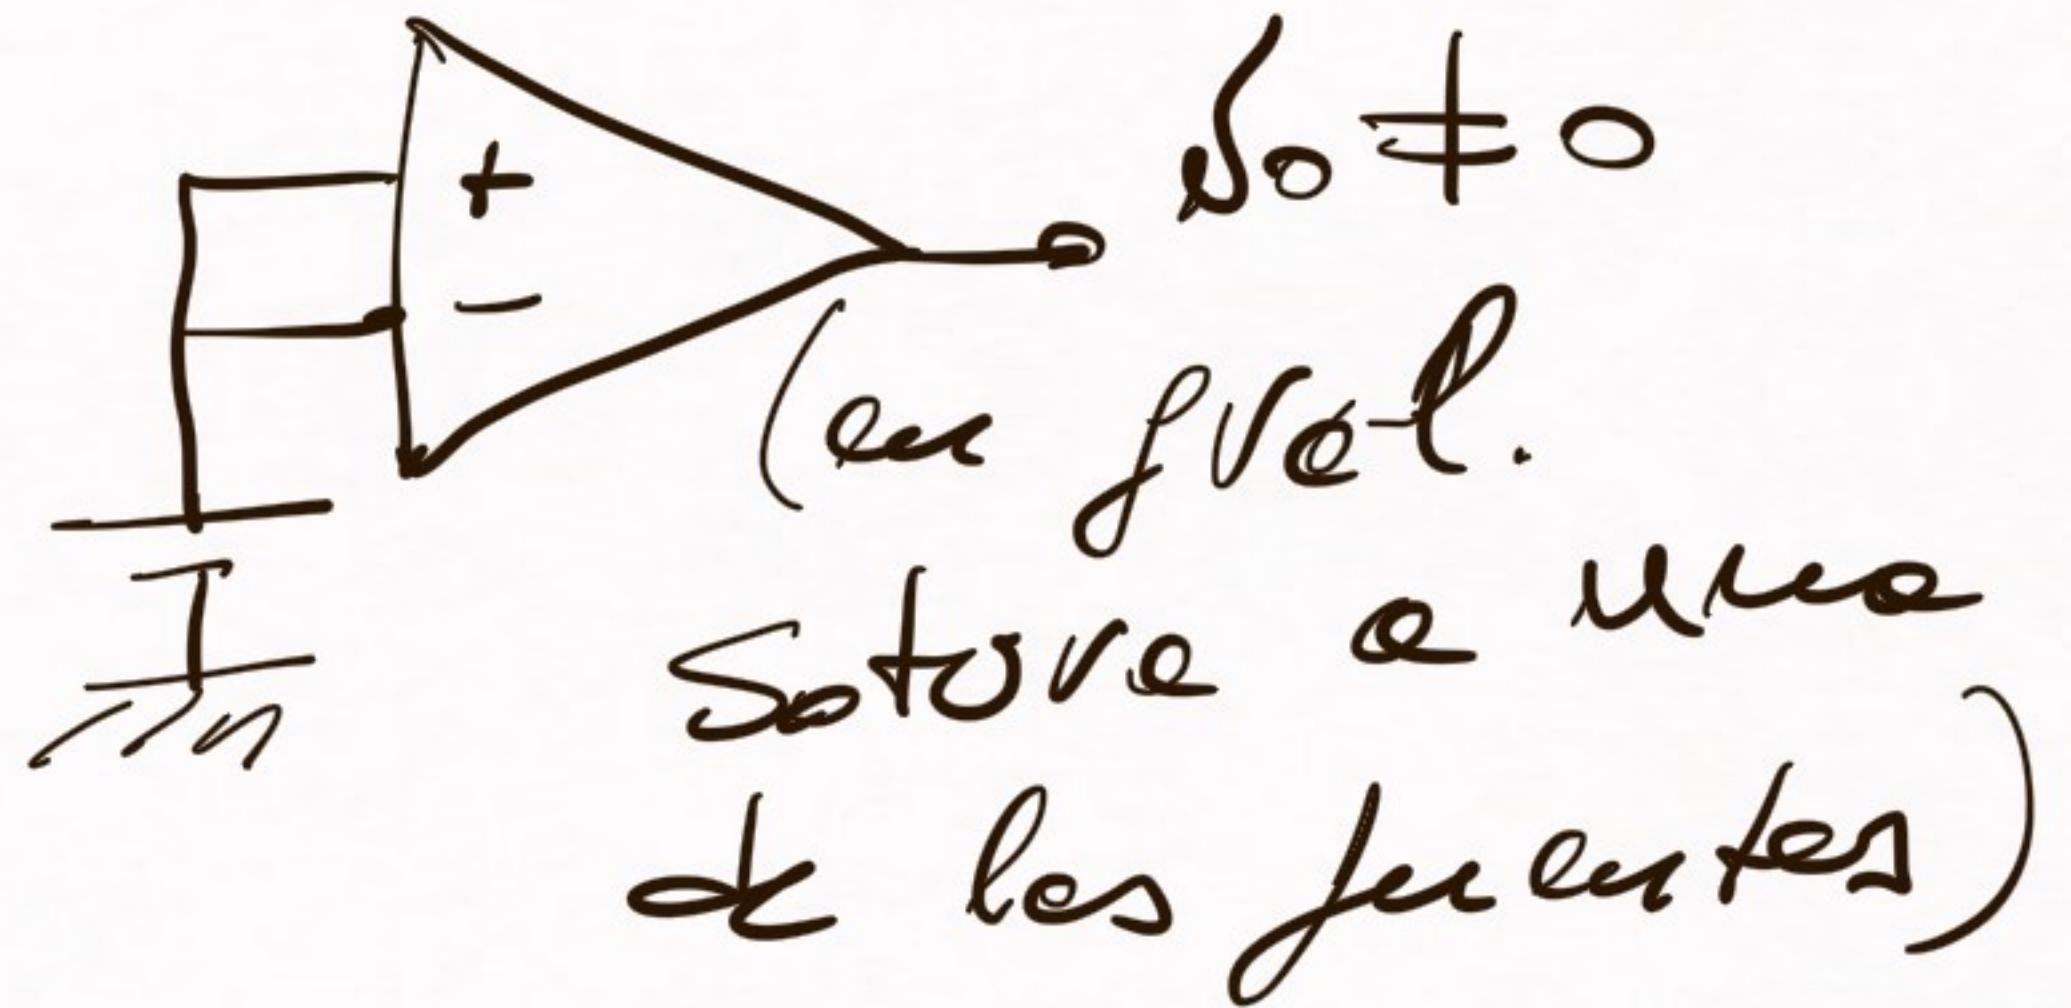 +
−
vo ≠ 0
(en gral.
satura a una
de las fuentes)